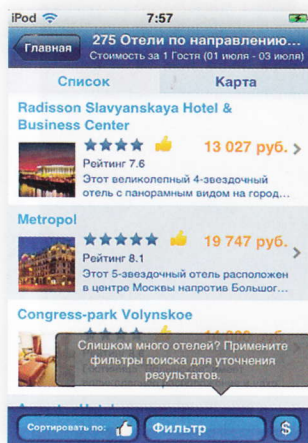 iPod 7:57
Главная
275 Отели по направлению...
Стоимость за 1 Гостя (01 июля - 03 июля)
Список Карта
Radisson Slavyanskaya Hotel &
Business Center
13 027 руб.
Рейтинг 7.6
Этот великолепный 4-звездочный
отель с панорамным видом на город...
Metropol
19 747 руб.
Рейтинг 8.1
Этот 5-звездочный отель расположен
в центре Москвы напротив Большог...
Congress-park Volynskoe
Слишком много отелей? Примените
фильтры поиска для уточнения
результатов.
Сортировать по: Фильтр $